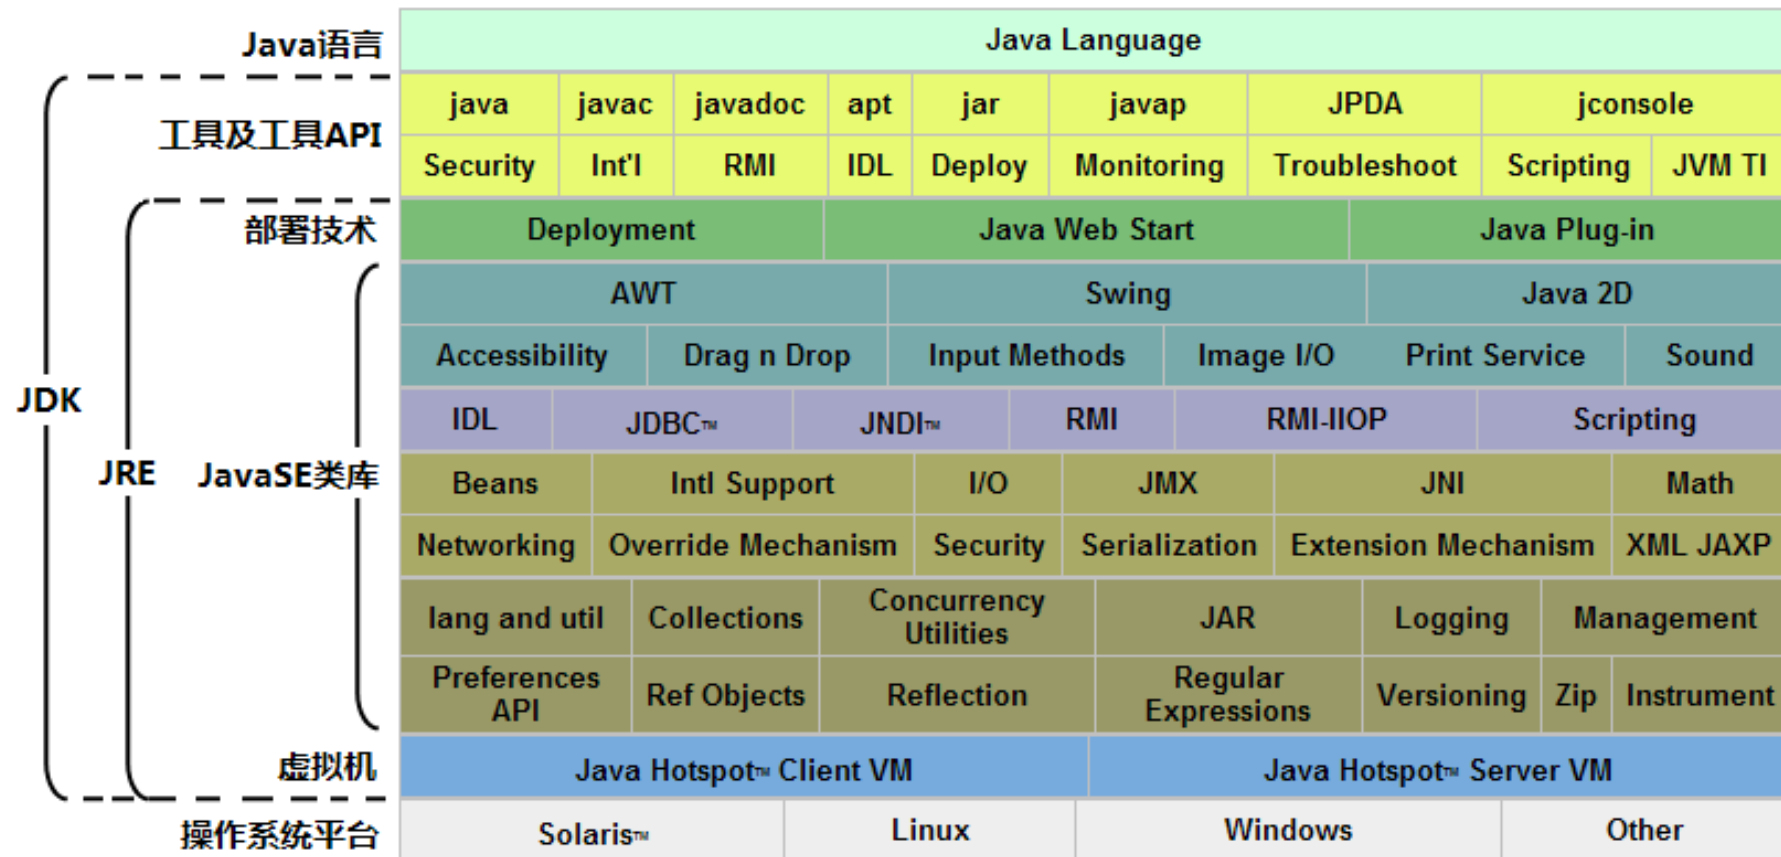 Java语言 Java Language
java javac javadoc apt jar javap JPDA jconsole
工具及工具API
Security Int'l RMI IDL Deploy Monitoring Troubleshoot Scripting JVM TI
部署技术 Deployment Java Web Start Java Plug-in
AWT Swing Java 2D
Accessibility Drag n Drop Input Methods Image I/O Print Service Sound
JDK
IDL JDBC™ JNDI™ RMI RMI-IIOP Scripting
JRE JavaSE类库
Beans Intl Support I/O JMX JNI Math
Networking Override Mechanism Security Serialization Extension Mechanism XML JAXP
lang and util Collections Concurrency Utilities JAR Logging Management
Preferences API Ref Objects Reflection Regular Expressions Versioning Zip Instrument
虚拟机 Java Hotspot™ Client VM Java Hotspot™ Server VM
操作系统平台 Solaris™ Linux Windows Other